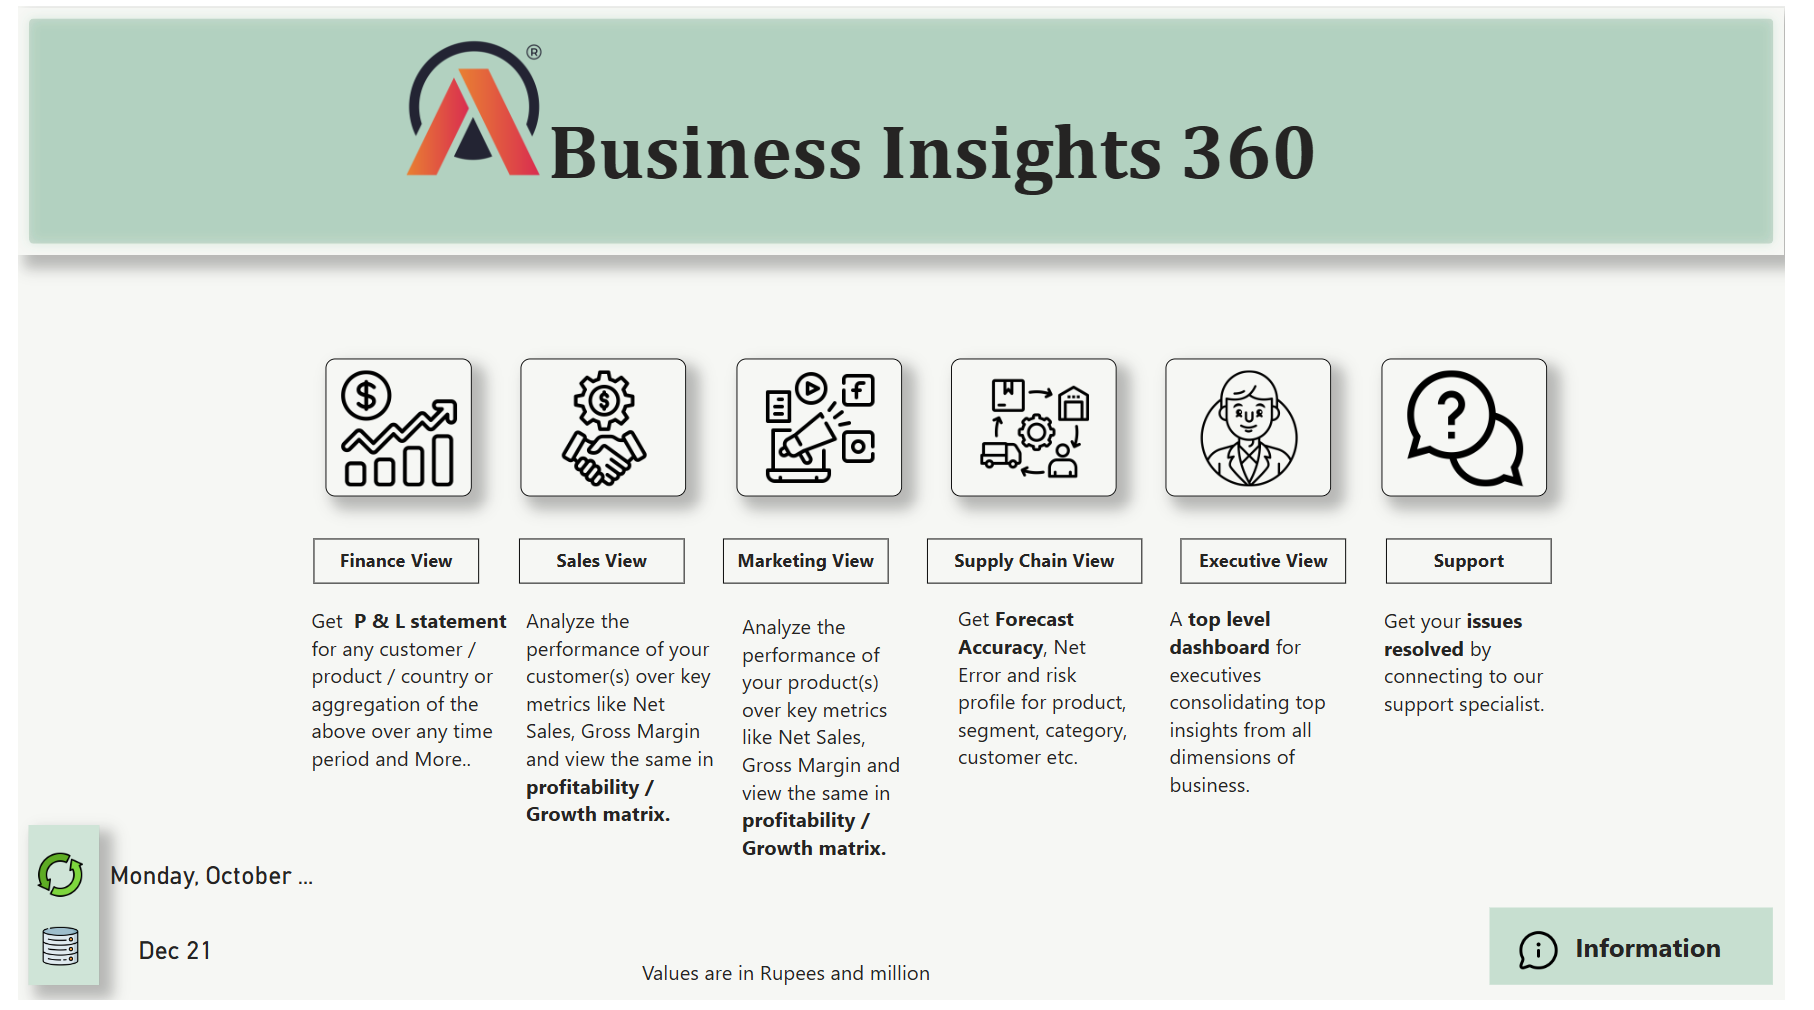 ®
Business Insights 360
Finance View
Sales View
Marketing View
Supply Chain View
Executive View
Support
Get P & L statement
for any customer /
product / country or
aggregation of the
above over any time
period and More..
Analyze the
performance of your
customer(s) over key
metrics like Net
Sales, Gross Margin
and view the same in
profitability /
Growth matrix.
Analyze the
performance of
your product(s)
over key metrics
like Net Sales,
Gross Margin and
view the same in
profitability /
Growth matrix.
Get Forecast
Accuracy, Net
Error and risk
profile for product,
segment, category,
customer etc.
A top level
dashboard for
executives
consolidating top
insights from all
dimensions of
business.
Get your issues
resolved by
connecting to our
support specialist.
Monday, October ...
Dec 21
Values are in Rupees and million
Information